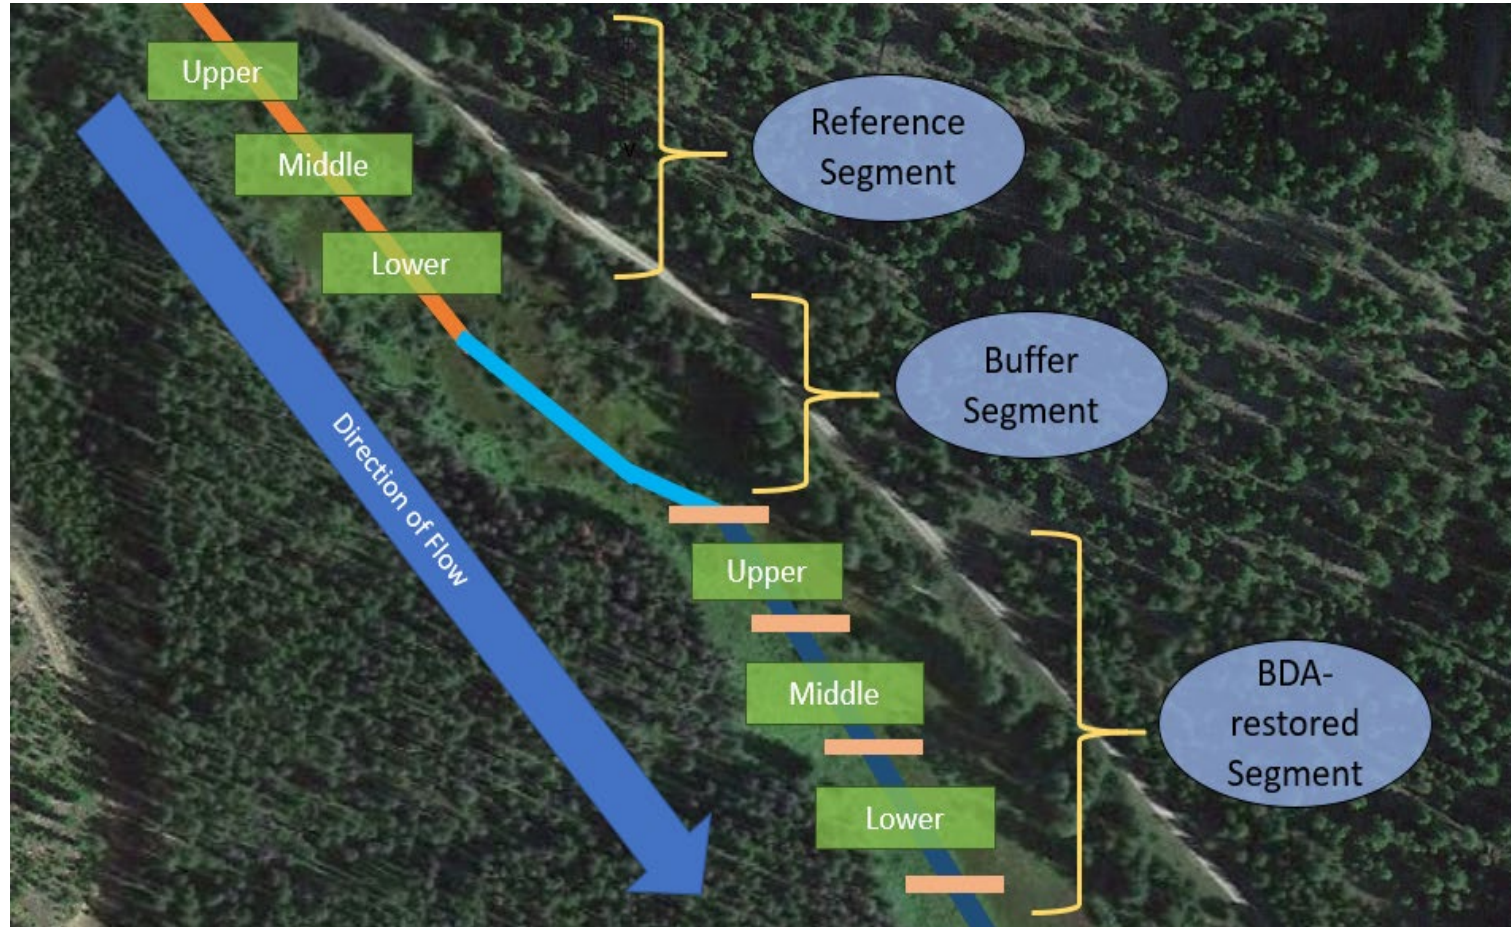 Upper
Middle
Lower
v
Reference
Segment
Buffer
Segment
Direction of Flow
Upper
Middle
Lower
BDA-
restored
Segment